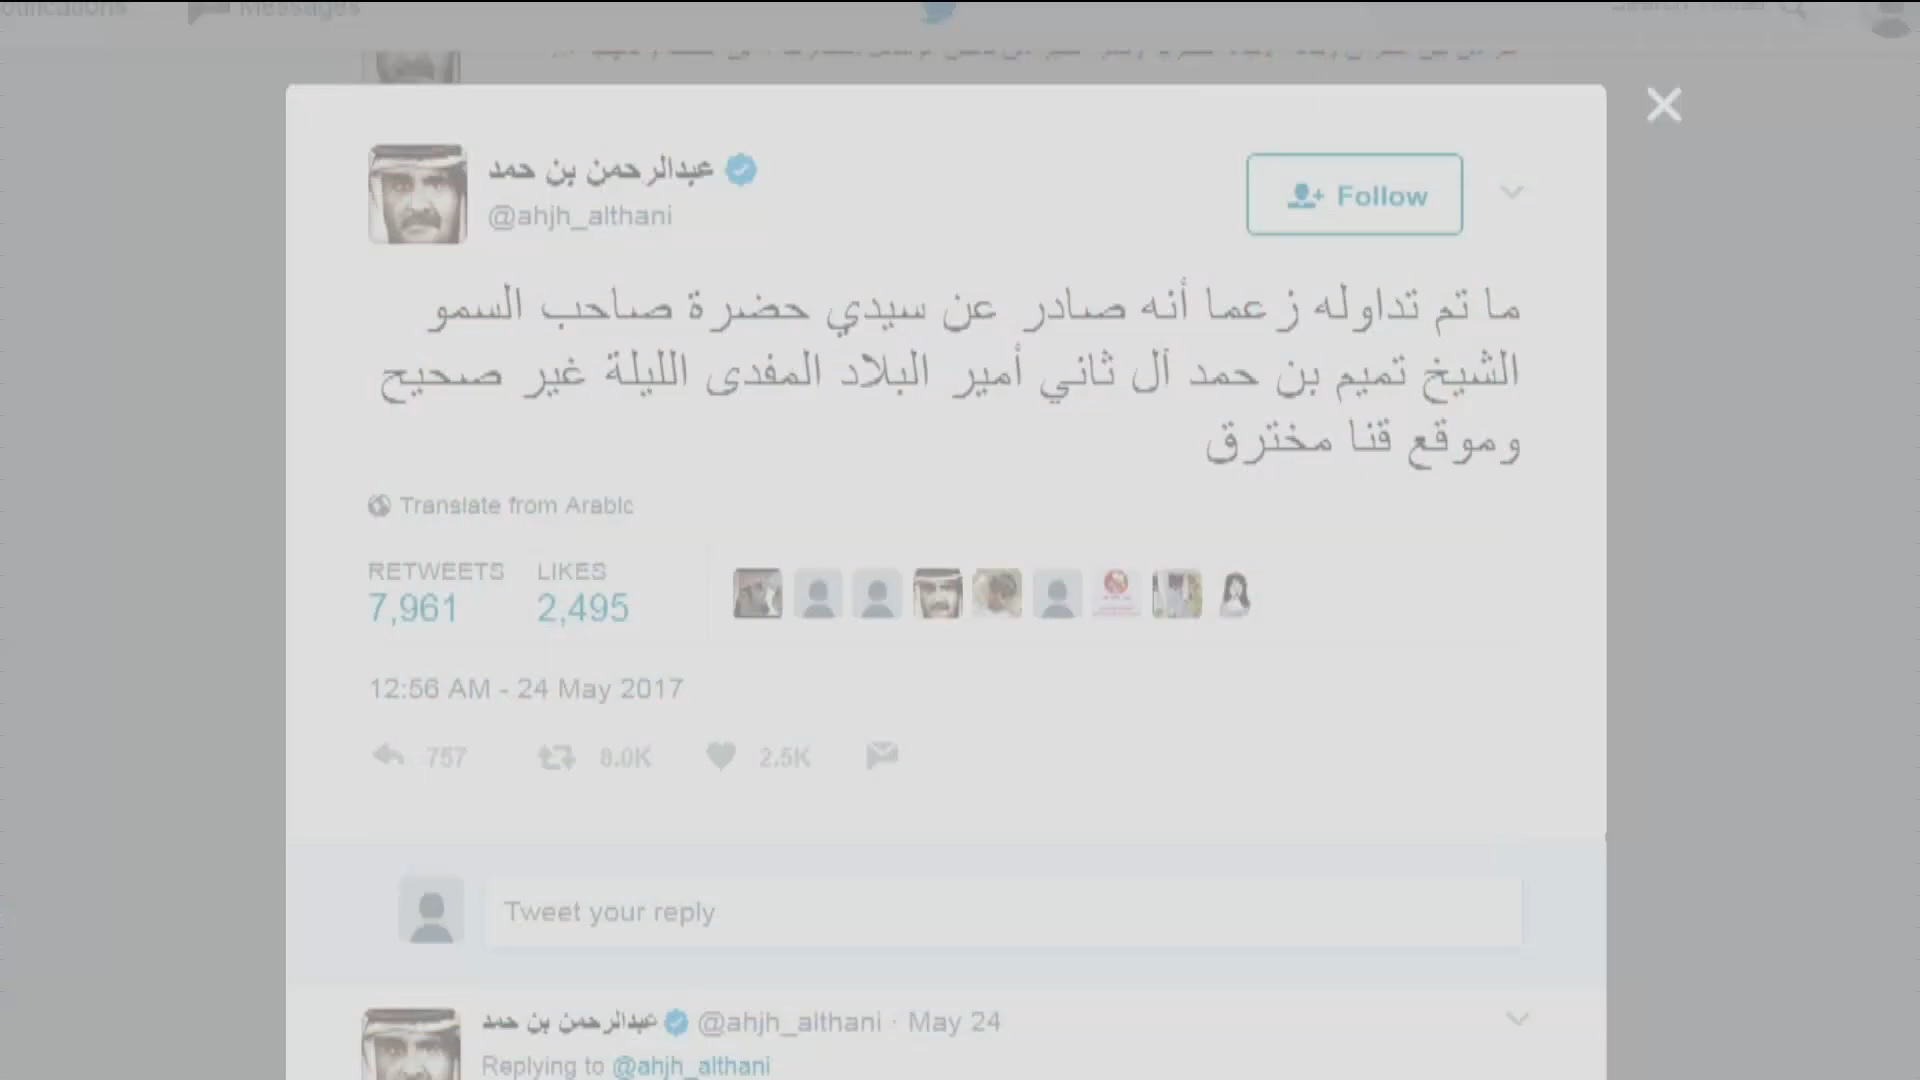 Messages
عبدالرحمن بن حمد
@ahjh_althani
Follow
ما تم تداوله زعما أنه صادر عن سيدي حضرة صاحب السمو
الشيخ تميم بن حمد آل ثاني أمير البلاد المفدى الليلة غير صحيح
وموقع قنا مخترق
Translate from Arabic
RETWEETS LIKES
7,961 2,495
12:56 AM - 24 May 2017
757 8.0K 2.5K
Tweet your reply
عبدالرحمن بن حمد @ahjh_althani · May 24
Replying to @ahjh_althani